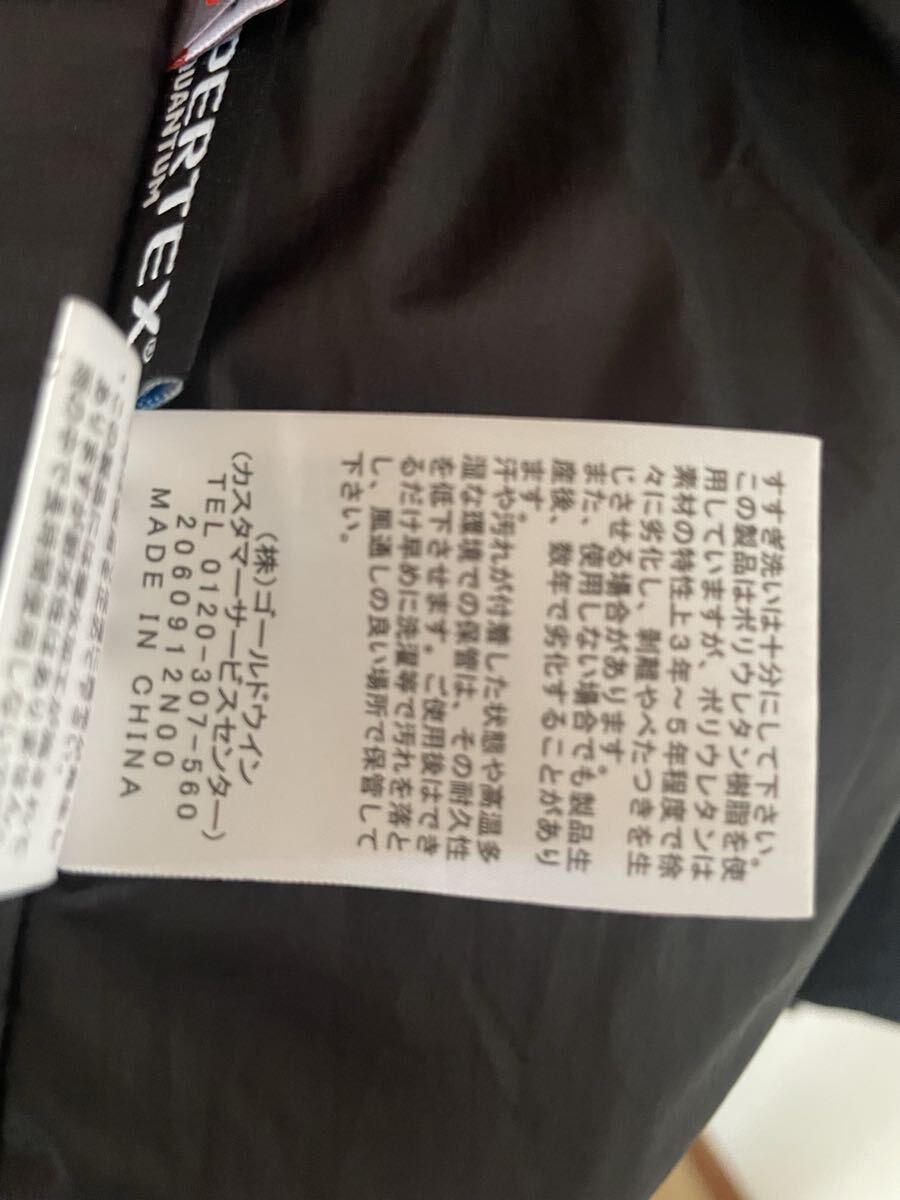 PERTEX®
QUANTUM
すすぎ洗いは十分にして下さい。
この製品はポリウレタン樹脂を使
用していますが、ポリウレタンは
素材の特性上3年～5年程度で徐
々に劣化し、剥離やべたつきを生
じさせる場合があります。
また、使用しない場合でも製品生
産後、数年で劣化することがあり
ます。
汗や汚れが付着した状態や高温多
湿な環境での保管は、その耐久性
を低下させます。ご使用後はでき
るだけ早めに洗濯等で汚れを落と
し、風通しの良い場所で保管して
下さい。
(株)ゴールドウイン
(カスタマーサービスセンター)
TEL 0120-307-560
2060912N00
MADE IN CHINA